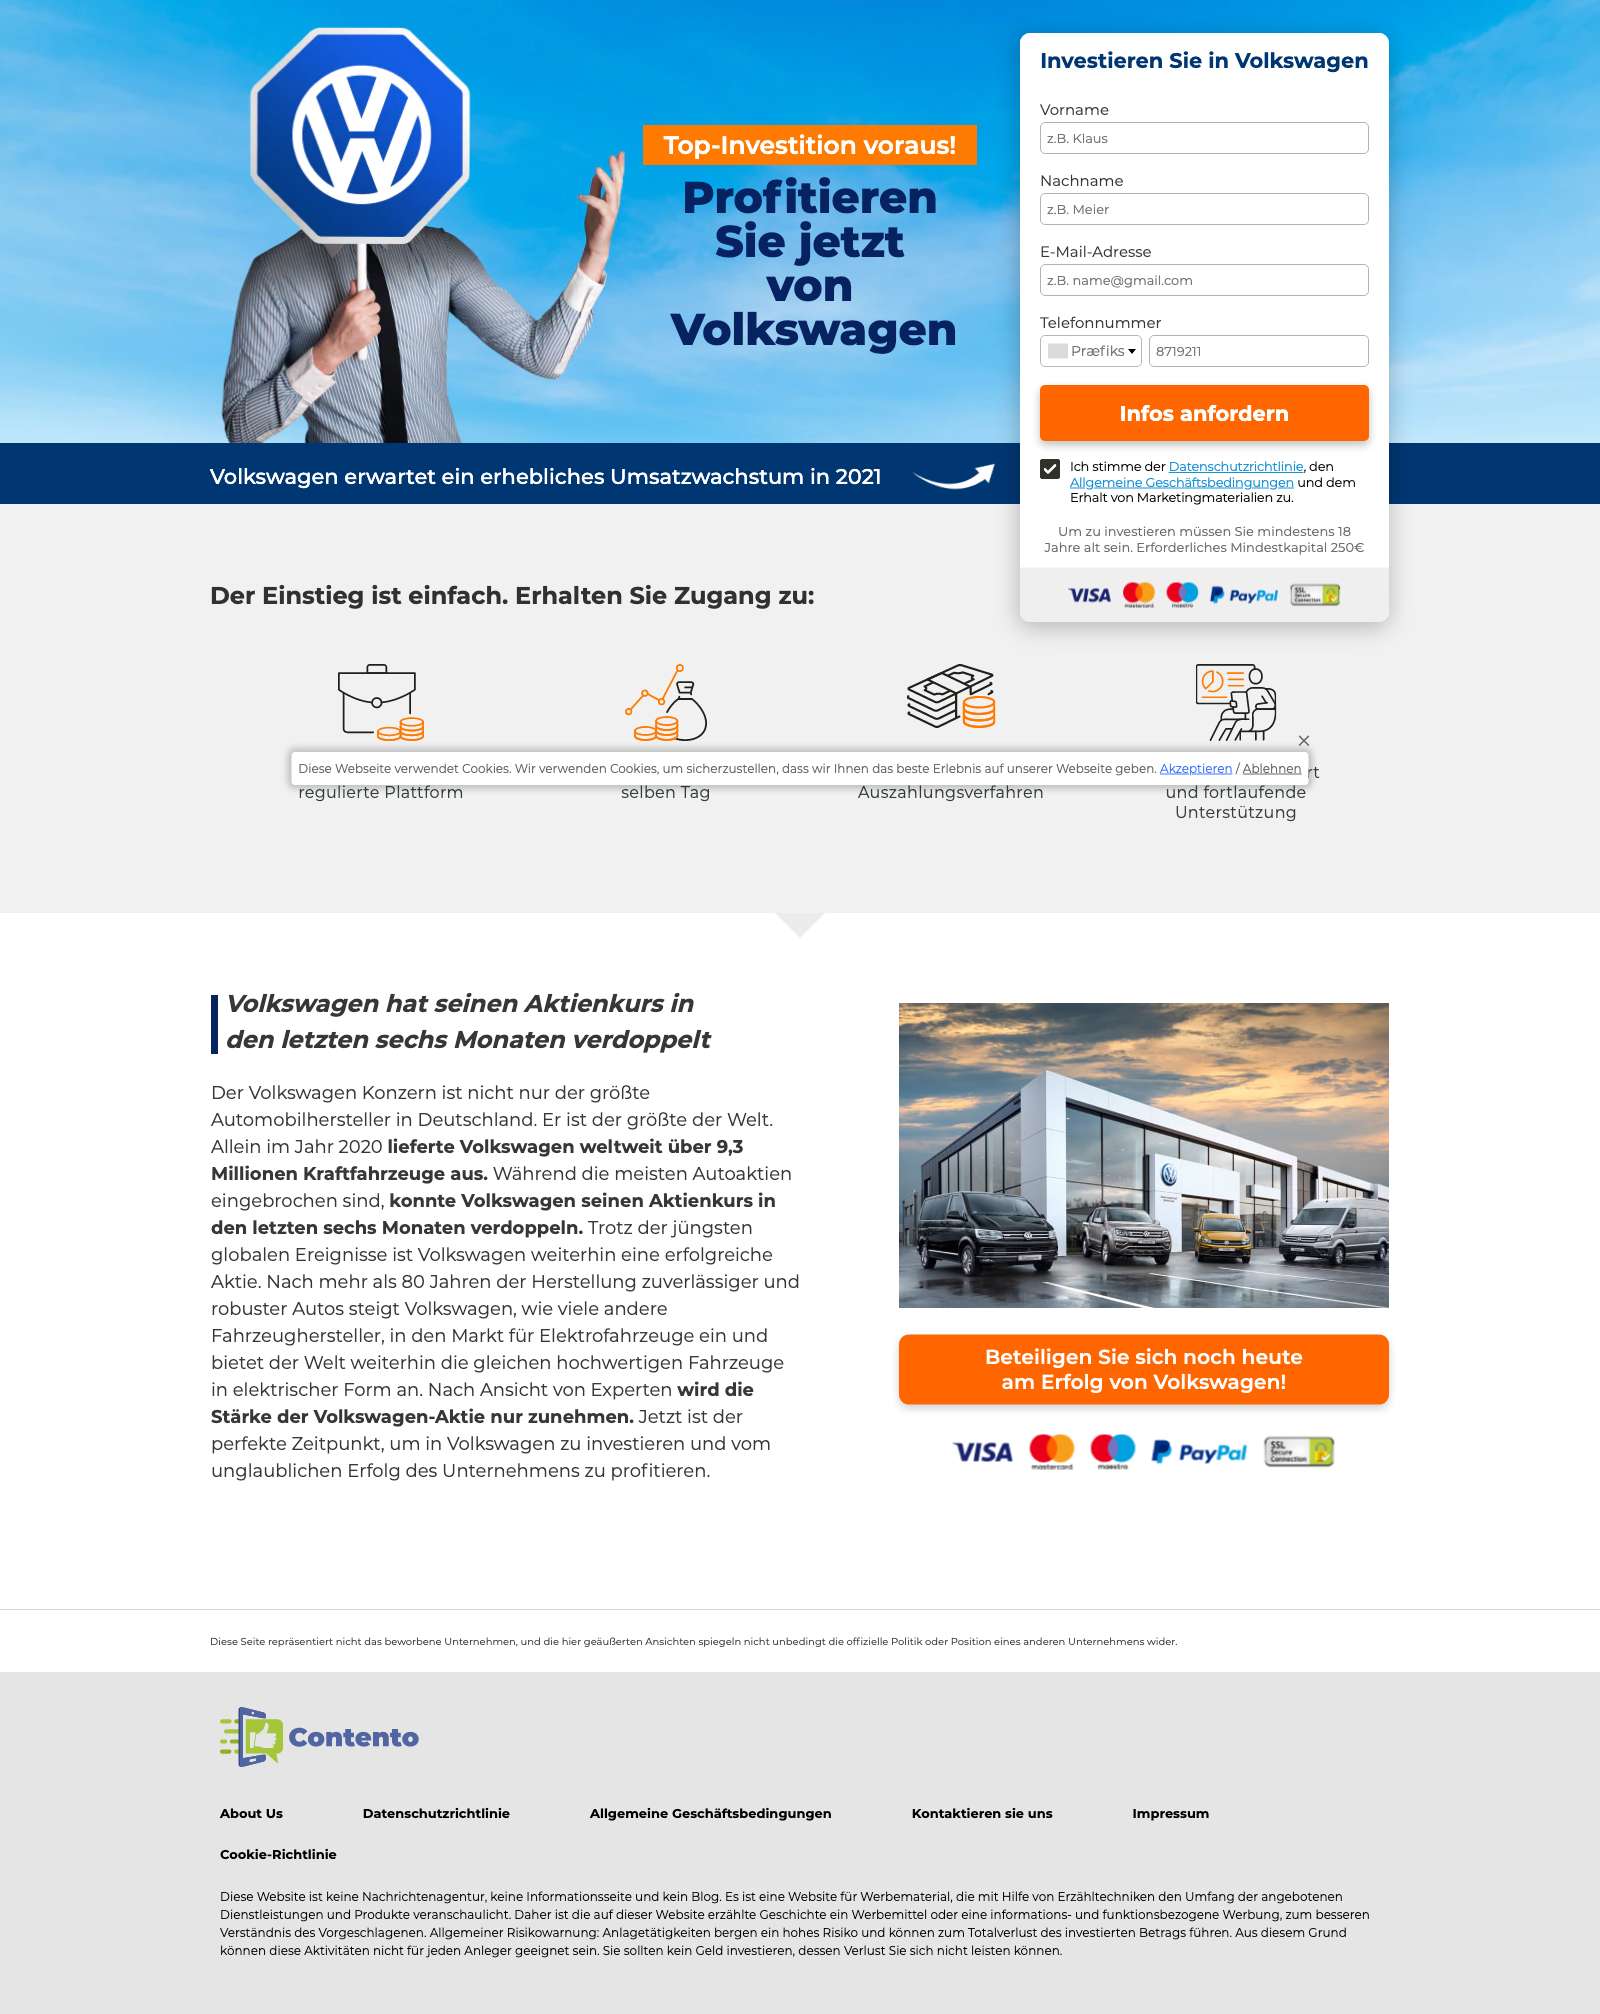 Top-Investition voraus!
Profitieren
Sie jetzt
von
Volkswagen
Volkswagen erwartet ein erhebliches Umsatzwachstum in 2021
Investieren Sie in Volkswagen
Vorname
z.B. Klaus
Nachname
z.B. Meier
E-Mail-Adresse
z.B. name@gmail.com
Telefonnummer
Præfiks
8719211
Infos anfordern
Ich stimme der Datenschutzrichtlinie, den
Allgemeine Geschäftsbedingungen und dem
Erhalt von Marketingmaterialien zu.
Um zu investieren müssen Sie mindestens 18
Jahre alt sein. Erforderliches Mindestkapital 250€
VISA mastercard maestro PayPal SSL Secure Connection
Der Einstieg ist einfach. Erhalten Sie Zugang zu:
Diese Webseite verwendet Cookies. Wir verwenden Cookies, um sicherzustellen, dass wir Ihnen das beste Erlebnis auf unserer Webseite geben. Akzeptieren / Ablehnen
regulierte Plattform
selben Tag
Auszahlungsverfahren
und fortlaufende
Unterstützung
Volkswagen hat seinen Aktienkurs in
den letzten sechs Monaten verdoppelt
Der Volkswagen Konzern ist nicht nur der größte
Automobilhersteller in Deutschland. Er ist der größte der Welt.
Allein im Jahr 2020 lieferte Volkswagen weltweit über 9,3
Millionen Kraftfahrzeuge aus. Während die meisten Autoaktien
eingebrochen sind, konnte Volkswagen seinen Aktienkurs in
den letzten sechs Monaten verdoppeln. Trotz der jüngsten
globalen Ereignisse ist Volkswagen weiterhin eine erfolgreiche
Aktie. Nach mehr als 80 Jahren der Herstellung zuverlässiger und
robuster Autos steigt Volkswagen, wie viele andere
Fahrzeughersteller, in den Markt für Elektrofahrzeuge ein und
bietet der Welt weiterhin die gleichen hochwertigen Fahrzeuge
in elektrischer Form an. Nach Ansicht von Experten wird die
Stärke der Volkswagen-Aktie nur zunehmen. Jetzt ist der
perfekte Zeitpunkt, um in Volkswagen zu investieren und vom
unglaublichen Erfolg des Unternehmens zu profitieren.
Beteiligen Sie sich noch heute
am Erfolg von Volkswagen!
VISA mastercard maestro PayPal SSL Secure Connection
Diese Seite repräsentiert nicht das beworbene Unternehmen, und die hier geäußerten Ansichten spiegeln nicht unbedingt die offizielle Politik oder Position eines anderen Unternehmens wider.
Contento
About Us Datenschutzrichtlinie Allgemeine Geschäftsbedingungen Kontaktieren sie uns Impressum
Cookie-Richtlinie
Diese Website ist keine Nachrichtenagentur, keine Informationsseite und kein Blog. Es ist eine Website für Werbematerial, die mit Hilfe von Erzähltechniken den Umfang der angebotenen
Dienstleistungen und Produkte veranschaulicht. Daher ist die auf dieser Website erzählte Geschichte ein Werbemittel oder eine informations- und funktionsbezogene Werbung, zum besseren
Verständnis des Vorgeschlagenen. Allgemeiner Risikowarnung: Anlagetätigkeiten bergen ein hohes Risiko und können zum Totalverlust des investierten Betrags führen. Aus diesem Grund
können diese Aktivitäten nicht für jeden Anleger geeignet sein. Sie sollten kein Geld investieren, dessen Verlust Sie sich nicht leisten können.